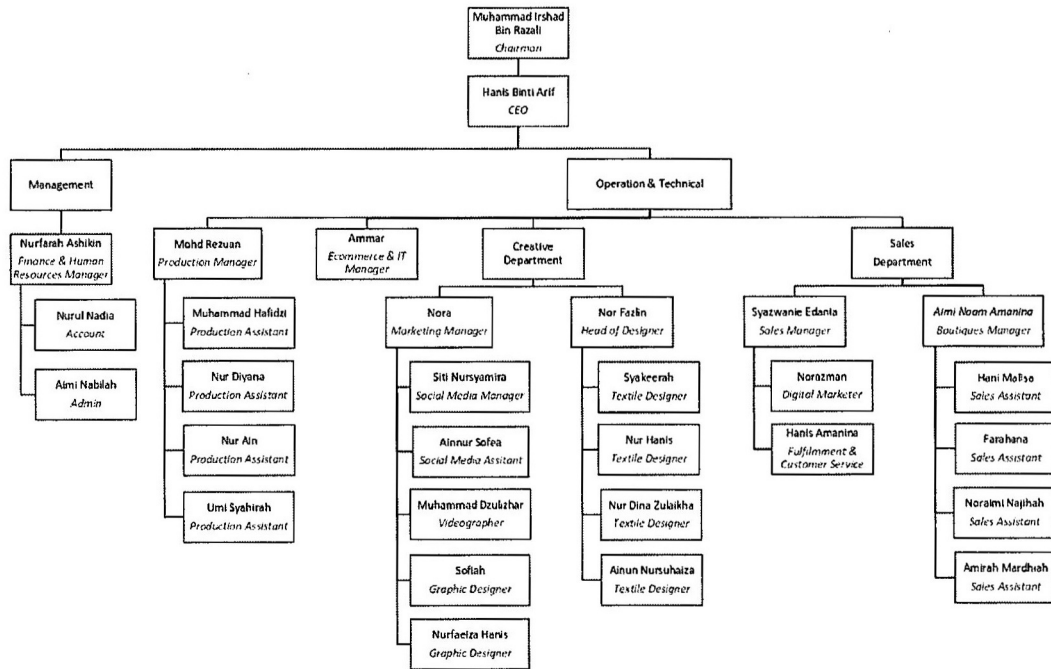 Muhammad Irshad
Bin Razali
Chairman
Hanis Binti Arif
CEO
Management
Operation & Technical
Nurfarah Ashikin
Finance & Human
Resources Manager
Nurul Nadia
Account
Aimi Nabilah
Admin
Mohd Rezuan
Production Manager
Muhammad Hafidzi
Production Assistant
Nur Diyana
Production Assistant
Nur Ain
Production Assistant
Umi Syahirah
Production Assistant
Ammar
Ecommerce & IT
Manager
Creative
Department
Nora
Marketing Manager
Siti Nursyamira
Social Media Manager
Ainnur Sofea
Social Media Assitant
Muhammad Dzulizhar
Videographer
Sofiah
Graphic Designer
Nurfaeiza Hanis
Graphic Designer
Nor Fazlin
Head of Designer
Syakeerah
Textile Designer
Nur Hanis
Textile Designer
Nur Dina Zulaikha
Textile Designer
Ainun Nursuhaiza
Textile Designer
Sales
Department
Syazwanie Edania
Sales Manager
Norazman
Digital Marketer
Hanis Amanina
Fulfilment &
Customer Service
Aimi Noam Amanina
Boutiques Manager
Hani Malisa
Sales Assistant
Farahana
Sales Assistant
Noraimi Najihah
Sales Assistant
Amirah Mardhiah
Sales Assistant